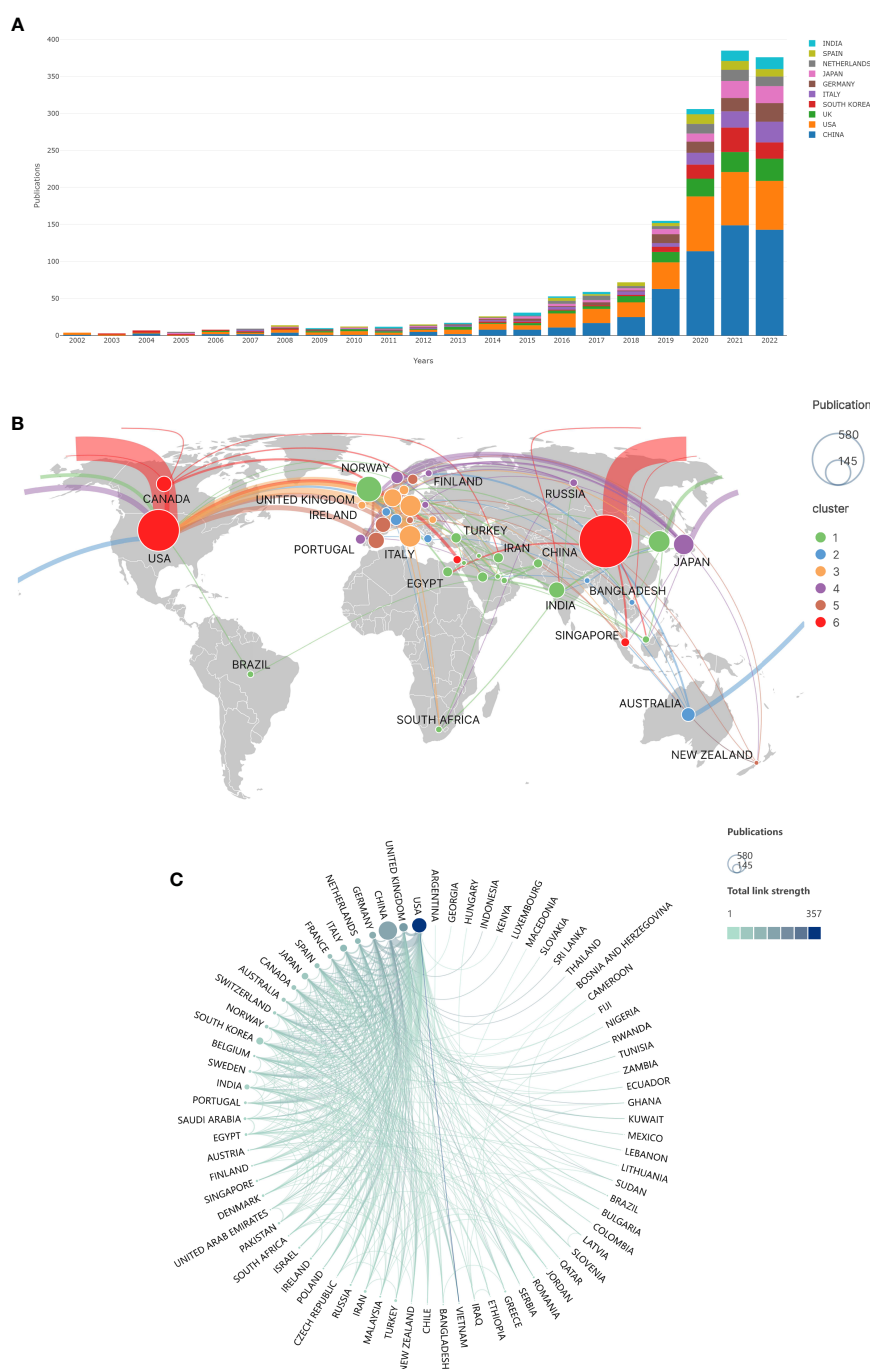 A
400
350
300
250
200
150
100
50
0
Publications
2002 2003 2004 2005 2006 2007 2008 2009 2010 2011 2012 2013 2014 2015 2016 2017 2018 2019 2020 2021 2022
Years
INDIA
SPAIN
NETHERLANDS
JAPAN
GERMANY
ITALY
SOUTH KOREA
UK
USA
CHINA
B
NORWAY
FINLAND
CANADA
UNITED KINGDOM
RUSSIA
IRELAND
TURKEY
USA
PORTUGAL
ITALY
IRAN
CHINA
JAPAN
EGYPT
BANGLADESH
INDIA
SINGAPORE
BRAZIL
AUSTRALIA
SOUTH AFRICA
NEW ZEALAND
Publication
580
145
cluster
1
2
3
4
5
6
C
Publications
580
145
Total link strength
1 357
USA
ARGENTINA
GEORGIA
HUNGARY
INDONESIA
KENYA
LUXEMBOURG
MACEDONIA
SLOVAKIA
SRI LANKA
THAILAND
BOSNIA AND HERZEGOVINA
CAMEROON
FIJI
NIGERIA
RWANDA
TUNISIA
ZAMBIA
ECUADOR
GHANA
KUWAIT
MEXICO
LEBANON
LITHUANIA
SUDAN
BRAZIL
BULGARIA
COLOMBIA
LATVIA
SLOVENIA
QATAR
JORDAN
ROMANIA
SERBIA
GREECE
ETHIOPIA
IRAQ
VIETNAM
BANGLADESH
CHILE
NEW ZEALAND
TURKEY
MALAYSIA
IRAN
RUSSIA
CZECH REPUBLIC
POLAND
IRELAND
ISRAEL
SOUTH AFRICA
PAKISTAN
UNITED ARAB EMIRATES
DENMARK
SINGAPORE
FINLAND
AUSTRIA
EGYPT
SAUDI ARABIA
PORTUGAL
INDIA
SWEDEN
BELGIUM
SOUTH KOREA
NORWAY
SWITZERLAND
AUSTRALIA
CANADA
JAPAN
SPAIN
FRANCE
ITALY
NETHERLANDS
GERMANY
CHINA
UNITED KINGDOM